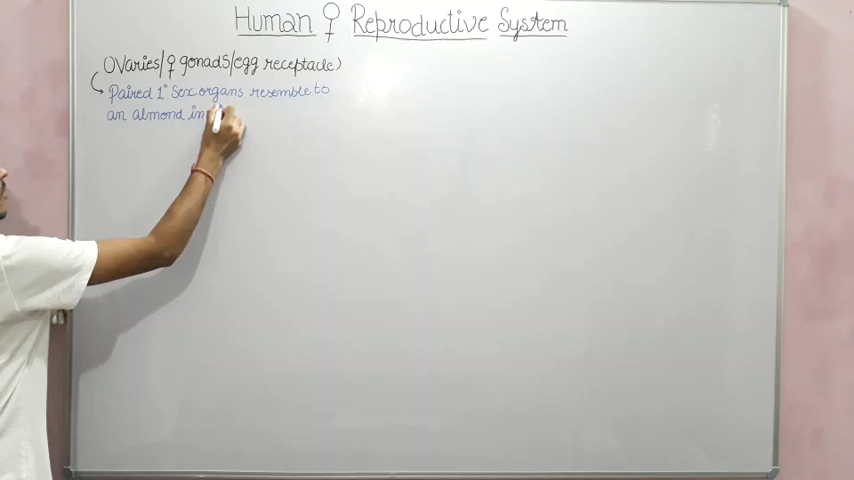 Human ♀ Reproductive System
Ovaries/♀ gonads/egg receptacle)
Paired 1° Sex organs resemble to
an almond in